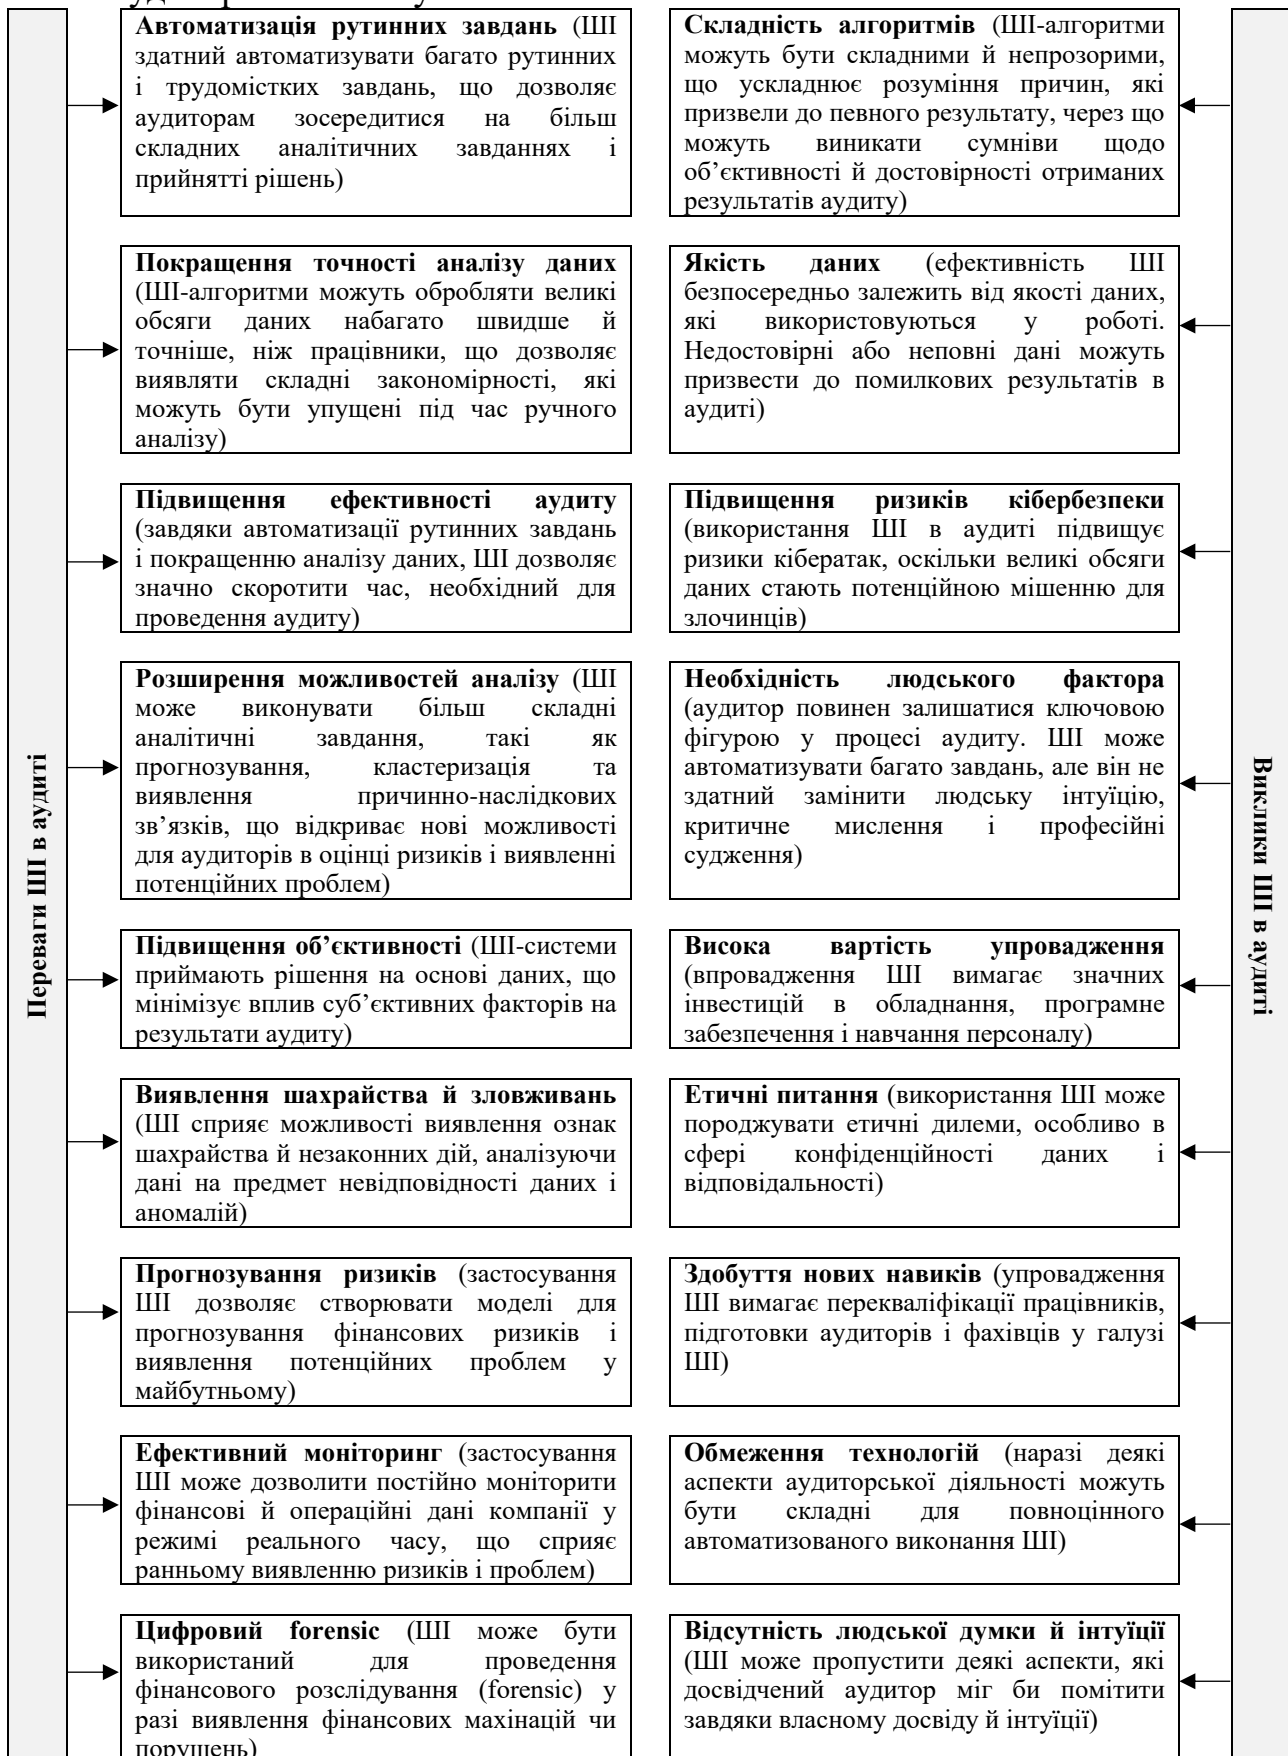 Переваги ШІ в аудиті
Автоматизація рутинних завдань (ШІ
здатний автоматизувати багато рутинних
і трудомістких завдань, що дозволяє
аудиторам зосередитися на більш
складних аналітичних завданнях і
прийнятті рішень)
Покращення точності аналізу даних
(ШІ-алгоритми можуть обробляти великі
обсяги даних набагато швидше й
точніше, ніж працівники, що дозволяє
виявляти складні закономірності, які
можуть бути упущені під час ручного
аналізу)
Підвищення ефективності аудиту
(завдяки автоматизації рутинних завдань
і покращенню аналізу даних, ШІ дозволяє
значно скоротити час, необхідний для
проведення аудиту)
Розширення можливостей аналізу (ШІ
може виконувати більш складні
аналітичні завдання, такі як
прогнозування, кластеризація та
виявлення причинно-наслідкових
зв’язків, що відкриває нові можливості
для аудиторів в оцінці ризиків і виявленні
потенційних проблем)
Підвищення об’єктивності (ШІ-системи
приймають рішення на основі даних, що
мінімізує вплив суб’єктивних факторів на
результати аудиту)
Виявлення шахрайства й зловживань
(ШІ сприяє можливості виявлення ознак
шахрайства й незаконних дій, аналізуючи
дані на предмет невідповідності даних і
аномалій)
Прогнозування ризиків (застосування
ШІ дозволяє створювати моделі для
прогнозування фінансових ризиків і
виявлення потенційних проблем у
майбутньому)
Ефективний моніторинг (застосування
ШІ може дозволити постійно моніторити
фінансові й операційні дані компанії у
режимі реального часу, що сприяє
ранньому виявленню ризиків і проблем)
Цифровий forensic (ШІ може бути
використаний для проведення
фінансового розслідування (forensic) у
разі виявлення фінансових махінацій чи
порушень)
Складність алгоритмів (ШІ-алгоритми
можуть бути складними й непрозорими,
що ускладнює розуміння причин, які
призвели до певного результату, через що
можуть виникати сумніви щодо
об’єктивності й достовірності отриманих
результатів аудиту)
Якість даних (ефективність ШІ
безпосередньо залежить від якості даних,
які використовуються у роботі.
Недостовірні або неповні дані можуть
призвести до помилкових результатів в
аудиті)
Підвищення ризиків кібербезпеки
(використання ШІ в аудиті підвищує
ризики кібератак, оскільки великі обсяги
даних стають потенційною мішенню для
злочинців)
Необхідність людського фактора
(аудитор повинен залишатися ключовою
фігурою у процесі аудиту. ШІ може
автоматизувати багато завдань, але він не
здатний замінити людську інтуїцію,
критичне мислення і професійні
судження)
Висока вартість упровадження
(впровадження ШІ вимагає значних
інвестицій в обладнання, програмне
забезпечення і навчання персоналу)
Етичні питання (використання ШІ може
породжувати етичні дилеми, особливо в
сфері конфіденційності даних і
відповідальності)
Здобуття нових навиків (упровадження
ШІ вимагає перекваліфікації працівників,
підготовки аудиторів і фахівців у галузі
ШІ)
Обмеження технологій (наразі деякі
аспекти аудиторської діяльності можуть
бути складні для повноцінного
автоматизованого виконання ШІ)
Відсутність людської думки й інтуїції
(ШІ може пропустити деякі аспекти, які
досвідчений аудитор міг би помітити
завдяки власному досвіду й інтуїції)
Виклики ШІ в аудиті